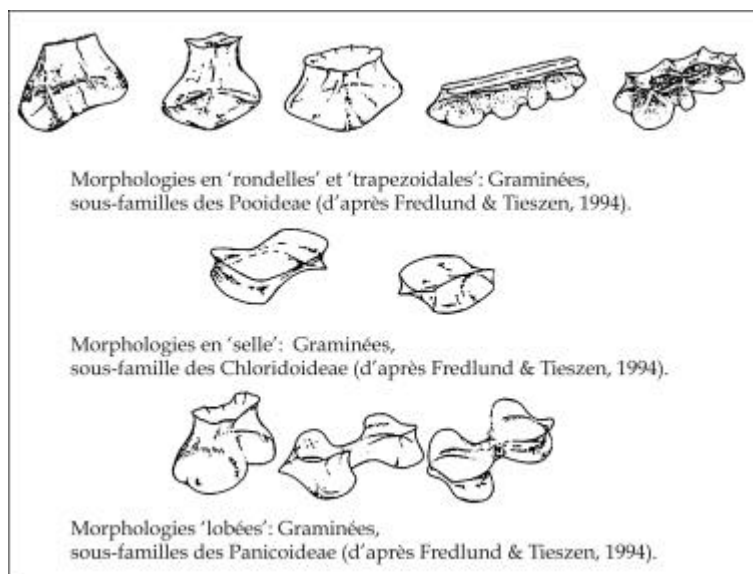 Morphologies en 'rondelles' et 'trapezoidales': Graminées,
sous-familles des Pooideae (d'après Fredlund & Tieszen, 1994).
Morphologies en 'selle': Graminées,
sous-famille des Chloridoideae (d'après Fredlund & Tieszen, 1994).
Morphologies 'lobées': Graminées,
sous-familles des Panicoideae (d'après Fredlund & Tieszen, 1994).